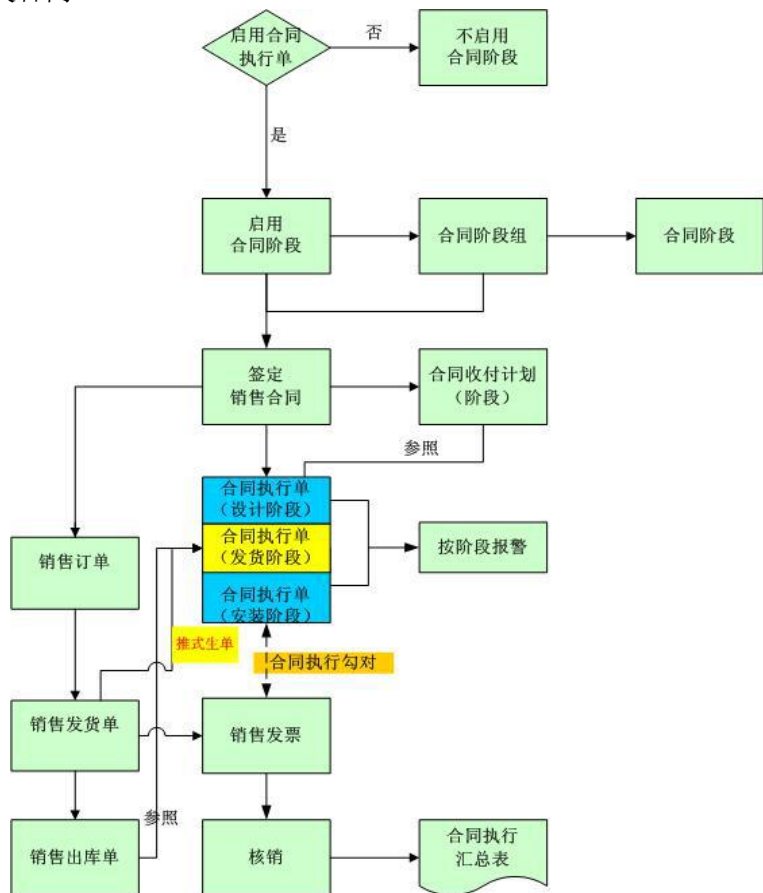 启用合同
执行单
否
不启用
合同阶段
是
启用
合同阶段
合同阶段组
合同阶段
签定
销售合同
合同收付计划
（阶段）
参照
合同执行单
（设计阶段）
合同执行单
（发货阶段）
合同执行单
（安装阶段）
按阶段报警
销售订单
推式生单
合同执行勾对
销售发货单
销售发票
参照
销售出库单
核销
合同执行
汇总表